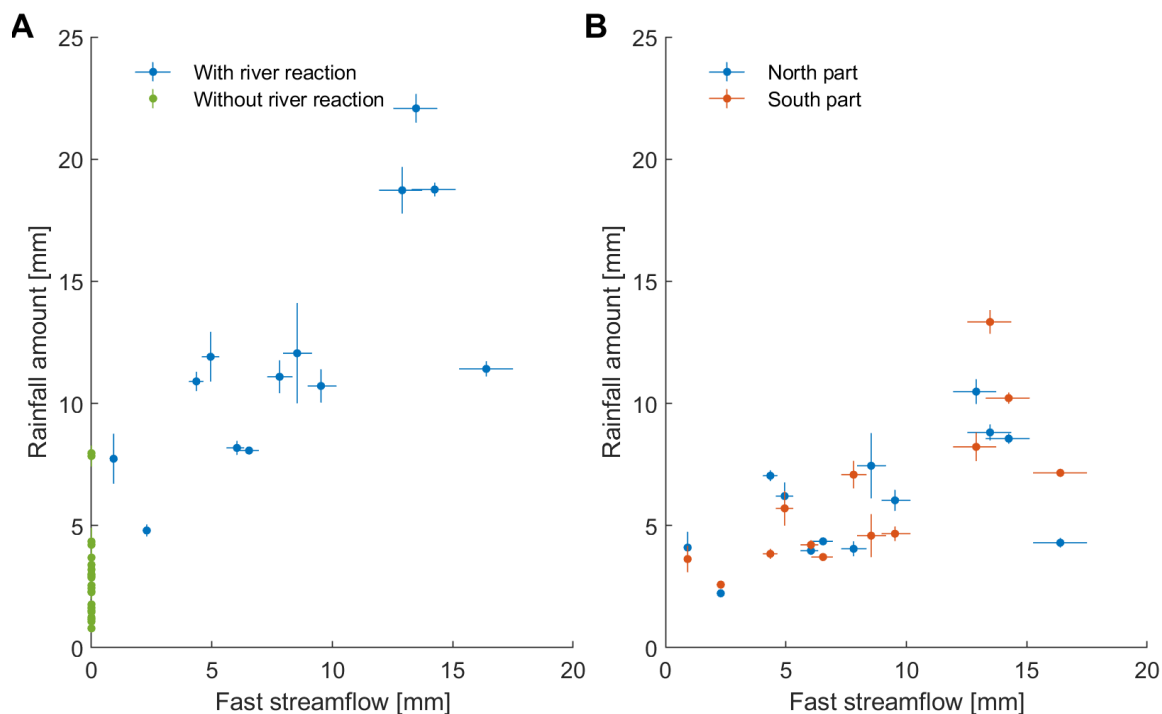 A
B
25
20
15
10
5
0
Rainfall amount [mm]
With river reaction
Without river reaction
0
5
10
15
20
Fast streamflow [mm]
25
20
15
10
5
0
Rainfall amount [mm]
North part
South part
0
5
10
15
20
Fast streamflow [mm]